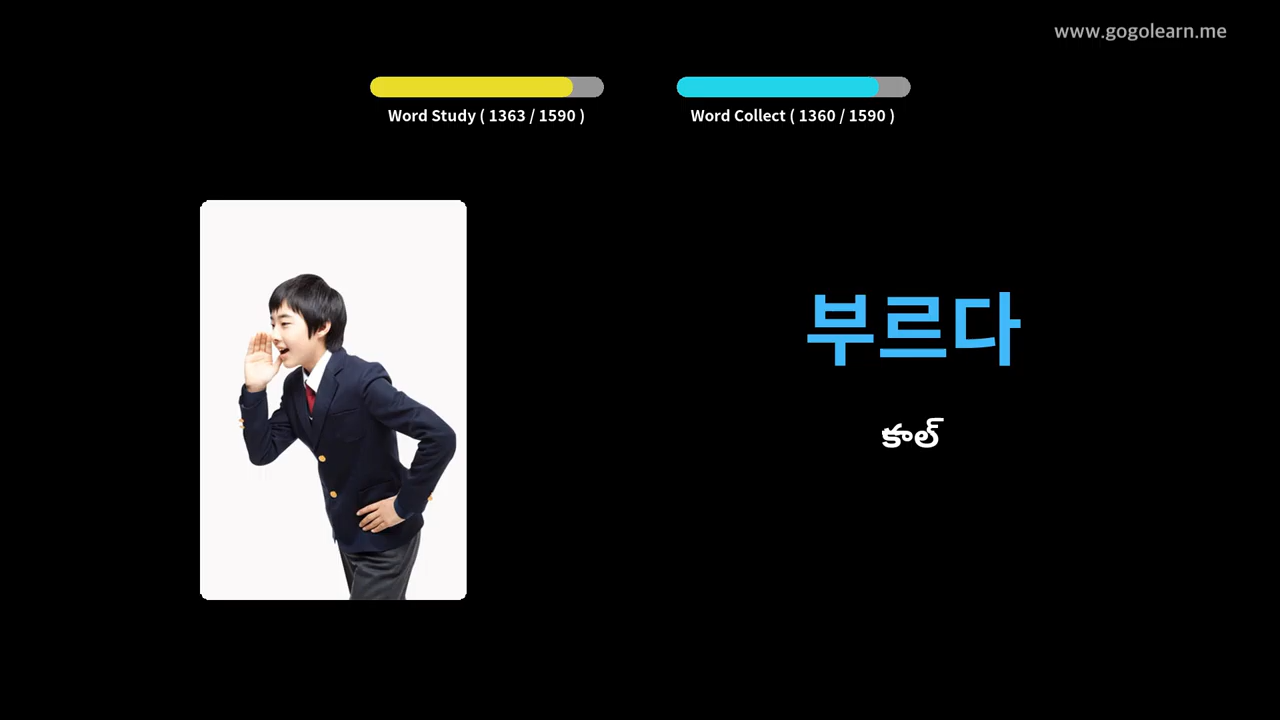 www.gogolearn.me
Word Study ( 1363 / 1590 )
Word Collect ( 1360 / 1590 )
부르다
కాల్